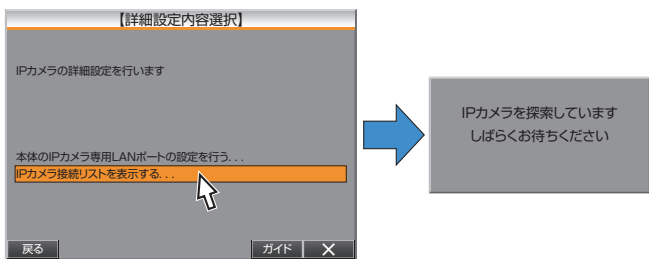 【詳細設定内容選択】
IPカメラの詳細設定を行います
本体のIPカメラ専用LANポートの設定を行う...
IPカメラ接続リストを表示する...
戻る
ガイド
IPカメラを探索しています
しばらくお待ちください